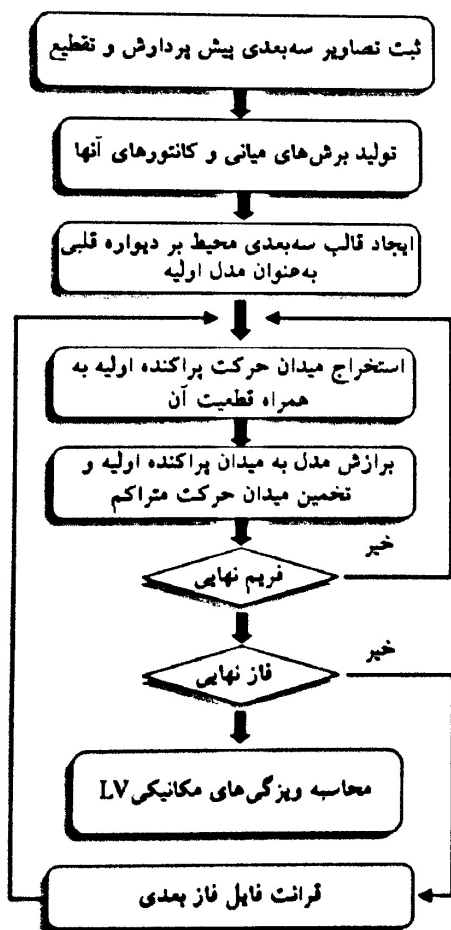 ثبت تصاویر سه‌بعدی پیش پردازش و تقطیع
تولید برش‌های میانی و کانتورهای آنها
ایجاد قالب سه‌بعدی محیط بر دیواره قلبی
به‌عنوان مدل اولیه
استخراج میدان حرکت پراکنده اولیه به
همراه قطعیت آن
برازش مدل به میدان پراکنده اولیه و
تخمین میدان حرکت متراکم
خیر
فریم نهایی
خیر
فاز نهایی
محاسبه ویژگی‌های مکانیکی LV
قرائت فایل فاز بعدی